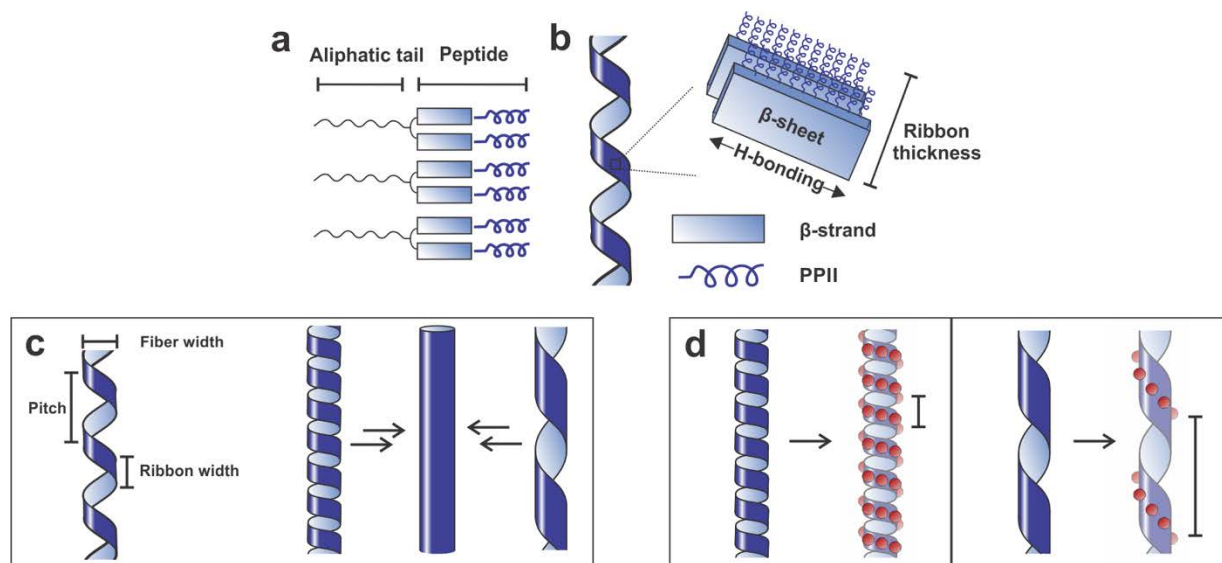 a
Aliphatic tail
Peptide
b
β-sheet
H-bonding
Ribbon
thickness
β-strand
PPII
c
Fiber width
Pitch
Ribbon width
d